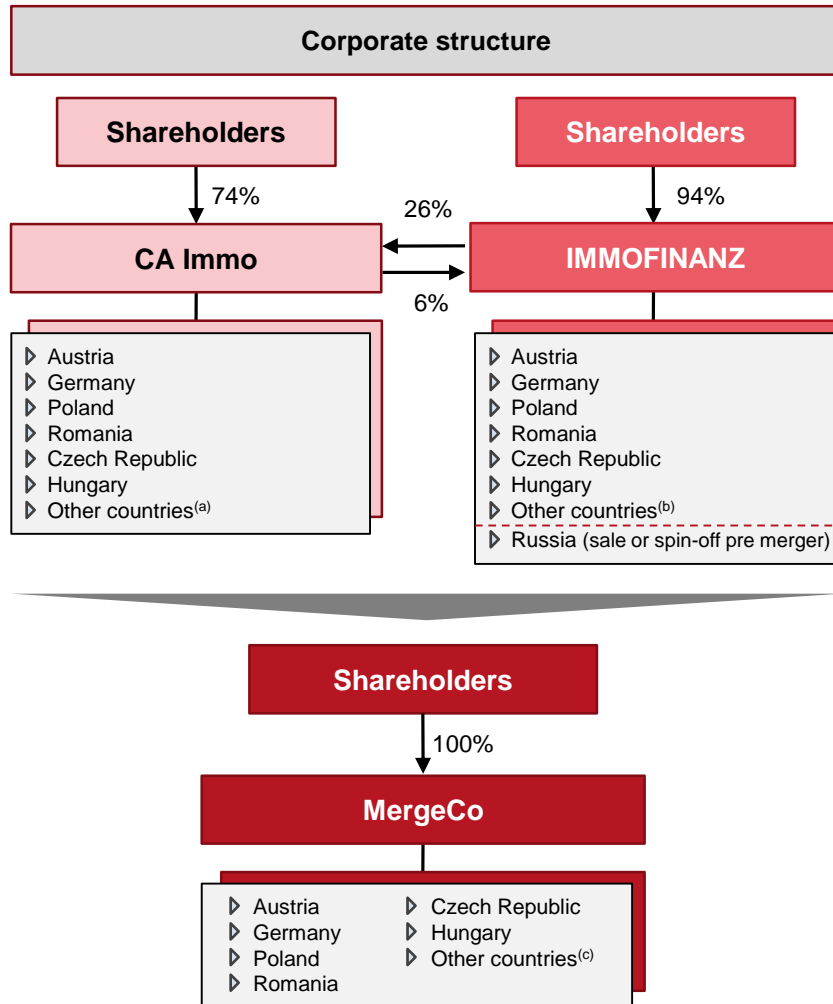 Corporate structure
Shareholders
Shareholders
74%
26%
94%
CA Immo
IMMOFINANZ
6%
Austria
Germany
Poland
Romania
Czech Republic
Hungary
Other countries(a)
Austria
Germany
Poland
Romania
Czech Republic
Hungary
Other countries(b)
Russia (sale or spin-off pre merger)
Shareholders
100%
MergeCo
Austria
Germany
Poland
Romania
Czech Republic
Hungary
Other countries(c)